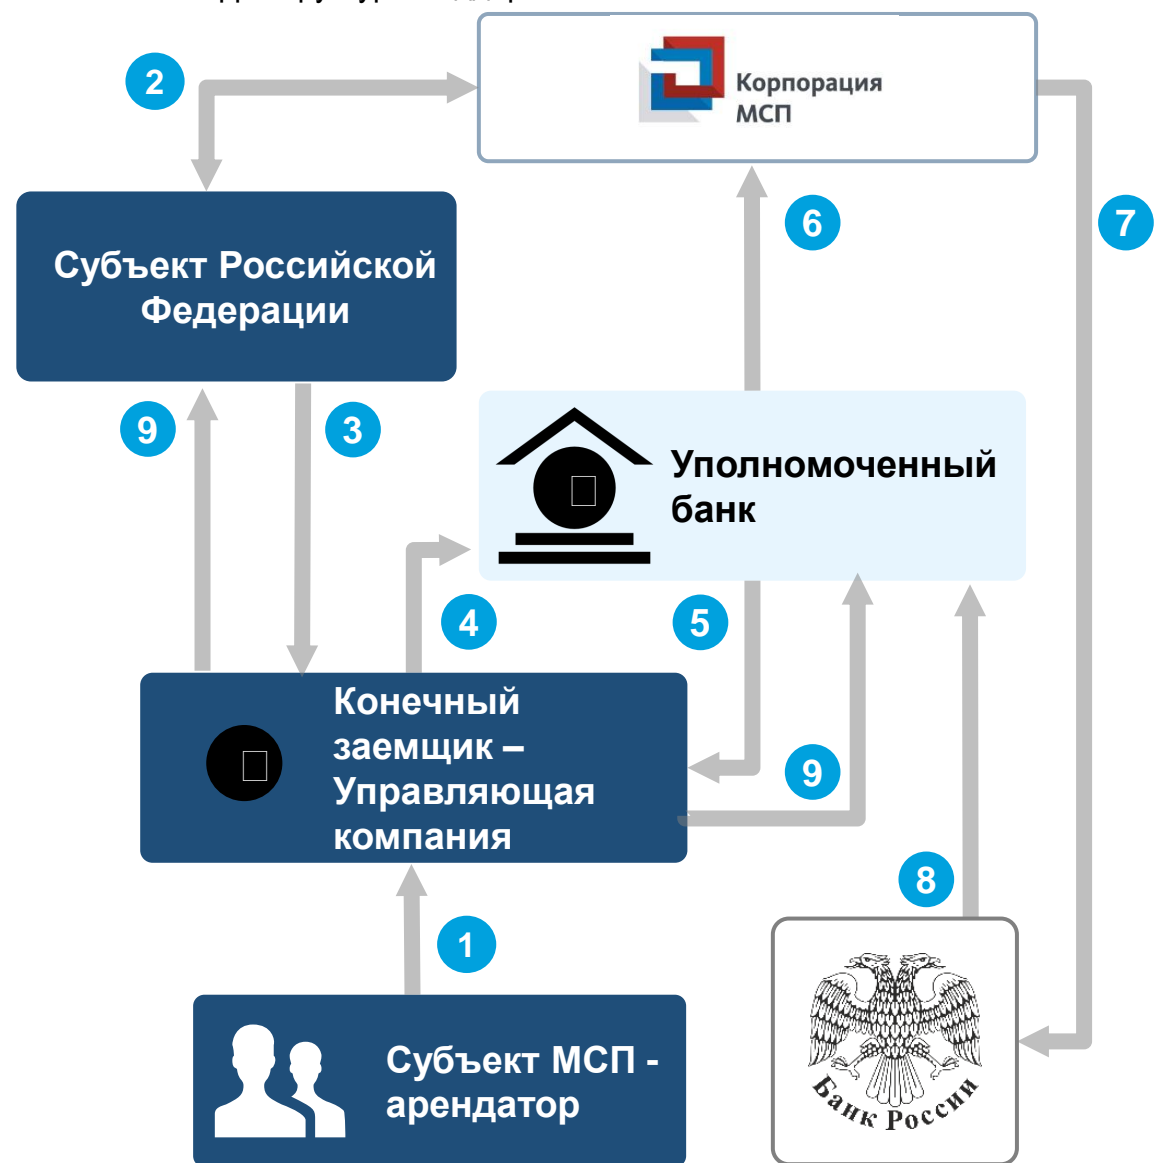 2
Корпорация
МСП
6
7
Субъект Российской
Федерации
9
3
Уполномоченный
банк
4
5
Конечный
заемщик –
Управляющая
компания
9
8
1
Субъект МСП -
арендатор
Банк России